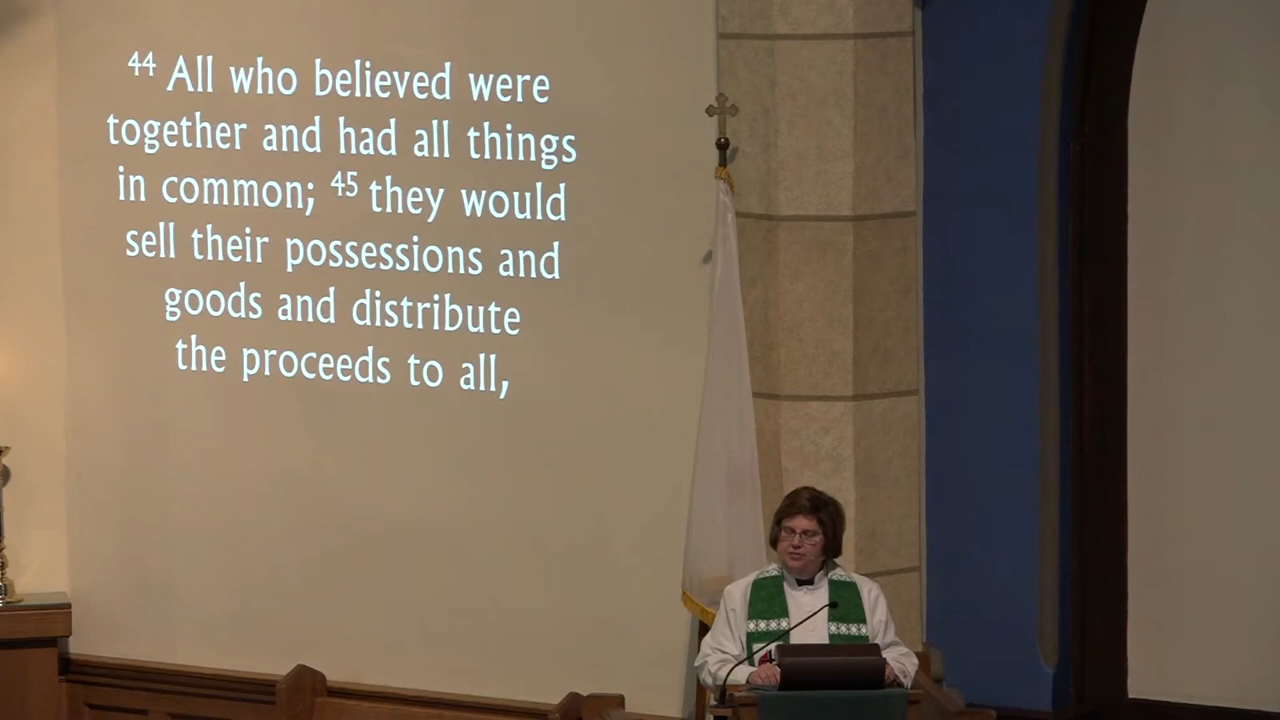 44 All who believed were
together and had all things
in common; 45 they would
sell their possessions and
goods and distribute
the proceeds to all,